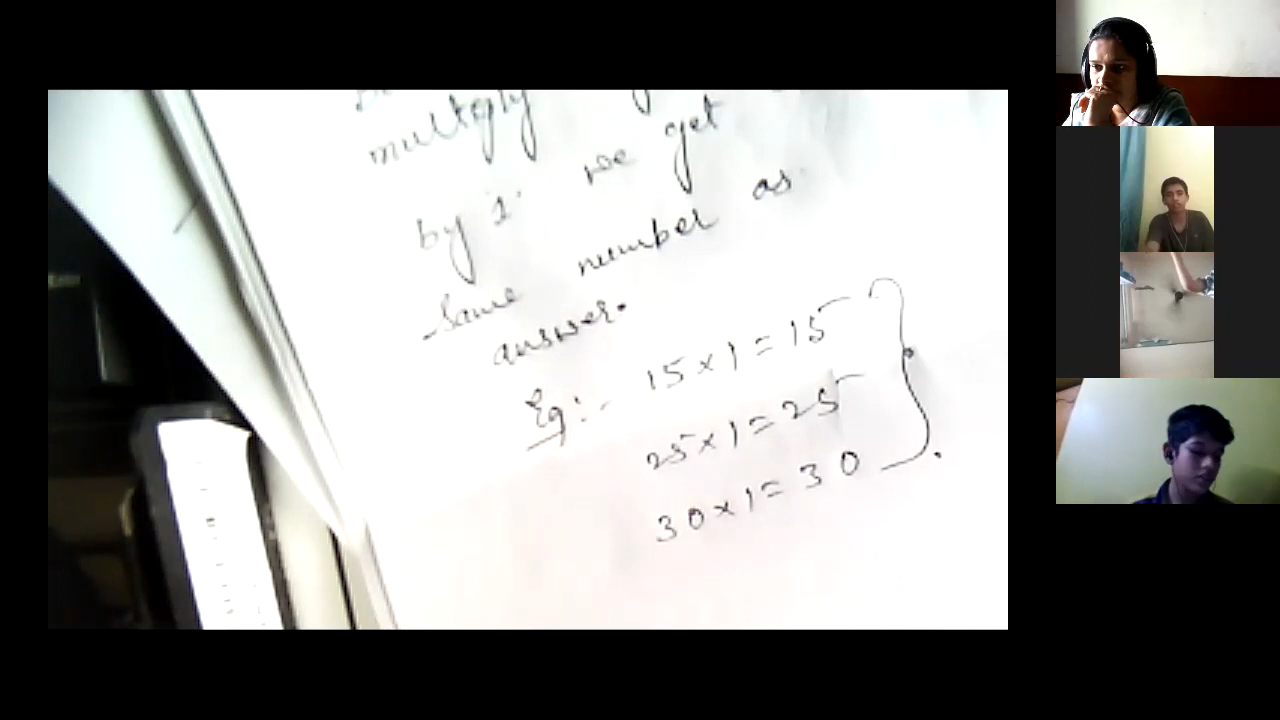 multiply
by '1' we get
same number as
answer.
Eg:- 15 × 1 = 15
25 × 1 = 25
30 × 1 = 30